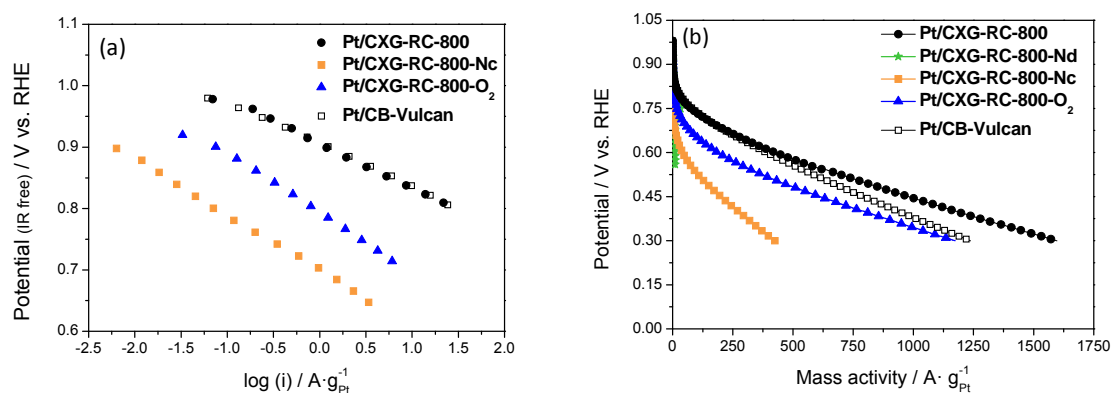 (a)
Pt/CXG-RC-800
Pt/CXG-RC-800-Nc
Pt/CXG-RC-800-O₂
Pt/CB-Vulcan
Potential (IR free) / V vs. RHE
1.1
1.0
0.9
0.8
0.7
0.6
-2.5 -2.0 -1.5 -1.0 -0.5 0.0 0.5 1.0 1.5 2.0
log (i) / A·g⁻¹Pt
(b)
Pt/CXG-RC-800
Pt/CXG-RC-800-Nd
Pt/CXG-RC-800-Nc
Pt/CXG-RC-800-O₂
Pt/CB-Vulcan
Potential / V vs. RHE
1.05
0.90
0.75
0.60
0.45
0.30
0.15
0.00
0 250 500 750 1000 1250 1500 1750
Mass activity / A· g⁻¹Pt